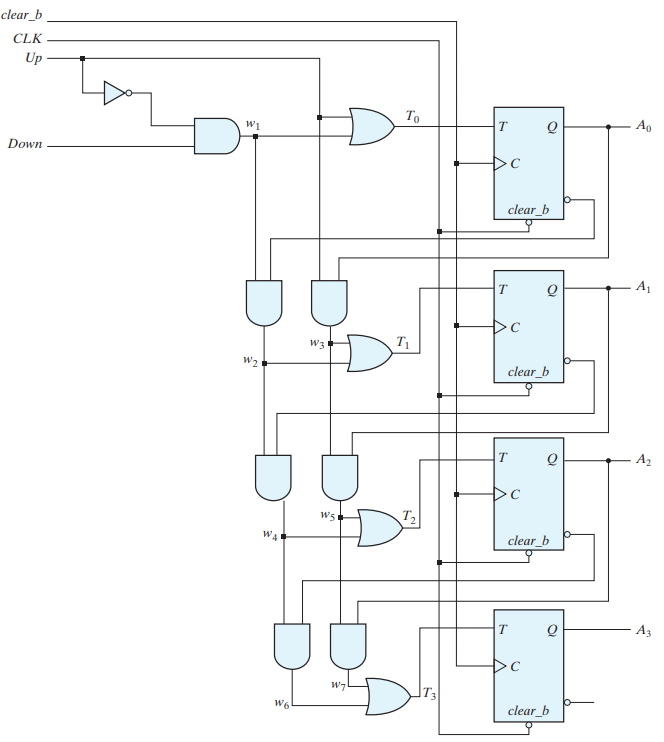 clear_b
CLK
Up
Down
w1
T0
T Q A0
C
clear_b
T Q A1
C
w3 T1
w2
clear_b
T Q A2
C
w5 T2
w4
clear_b
T Q A3
C
w7 T3
w6
clear_b